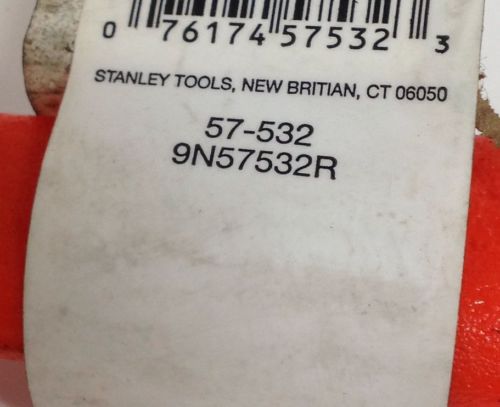 0 76174 57532 3
STANLEY TOOLS, NEW BRITIAN, CT 06050
57-532
9N57532R